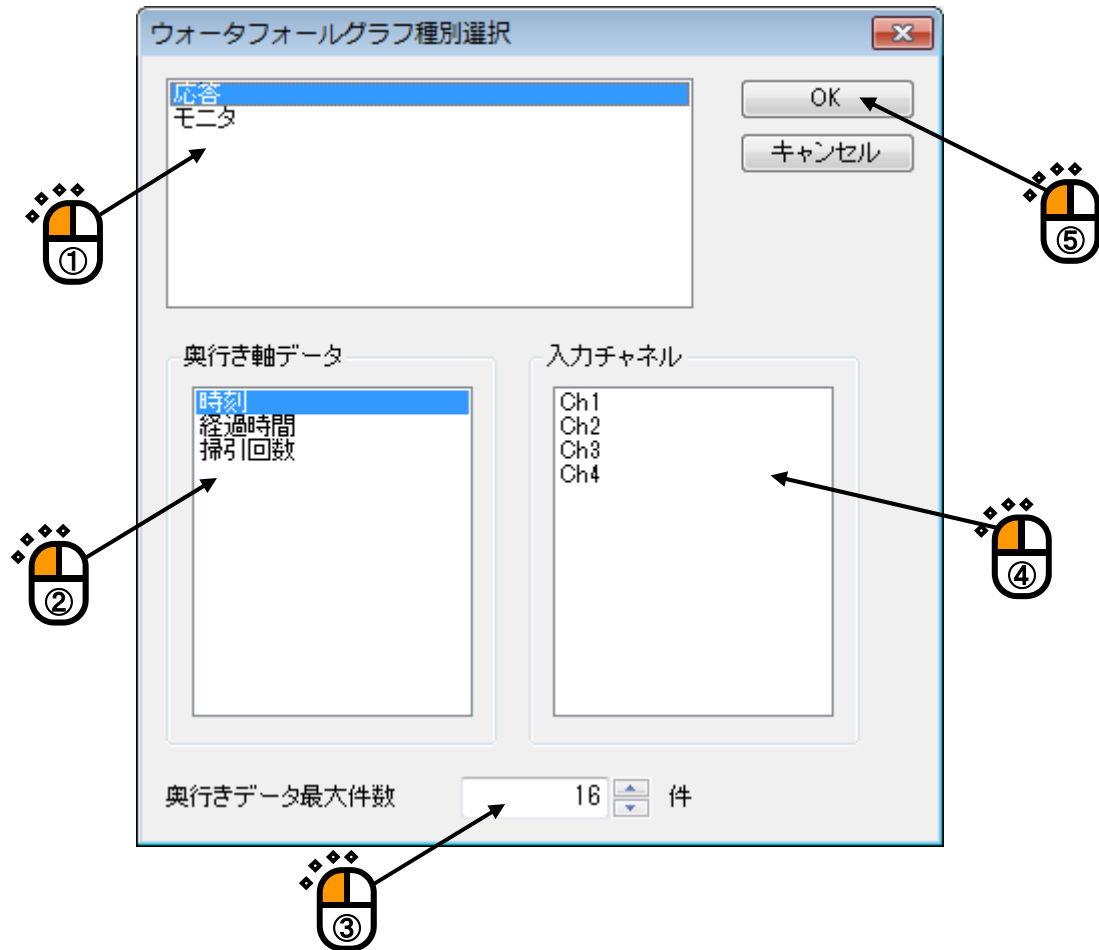 ウォータフォールグラフ種別選択
応答
モニタ
OK
キャンセル
①
⑤
奥行き軸データ
時刻
経過時間
掃引回数
入力チャネル
Ch1
Ch2
Ch3
Ch4
②
④
奥行きデータ最大件数 16 件
③